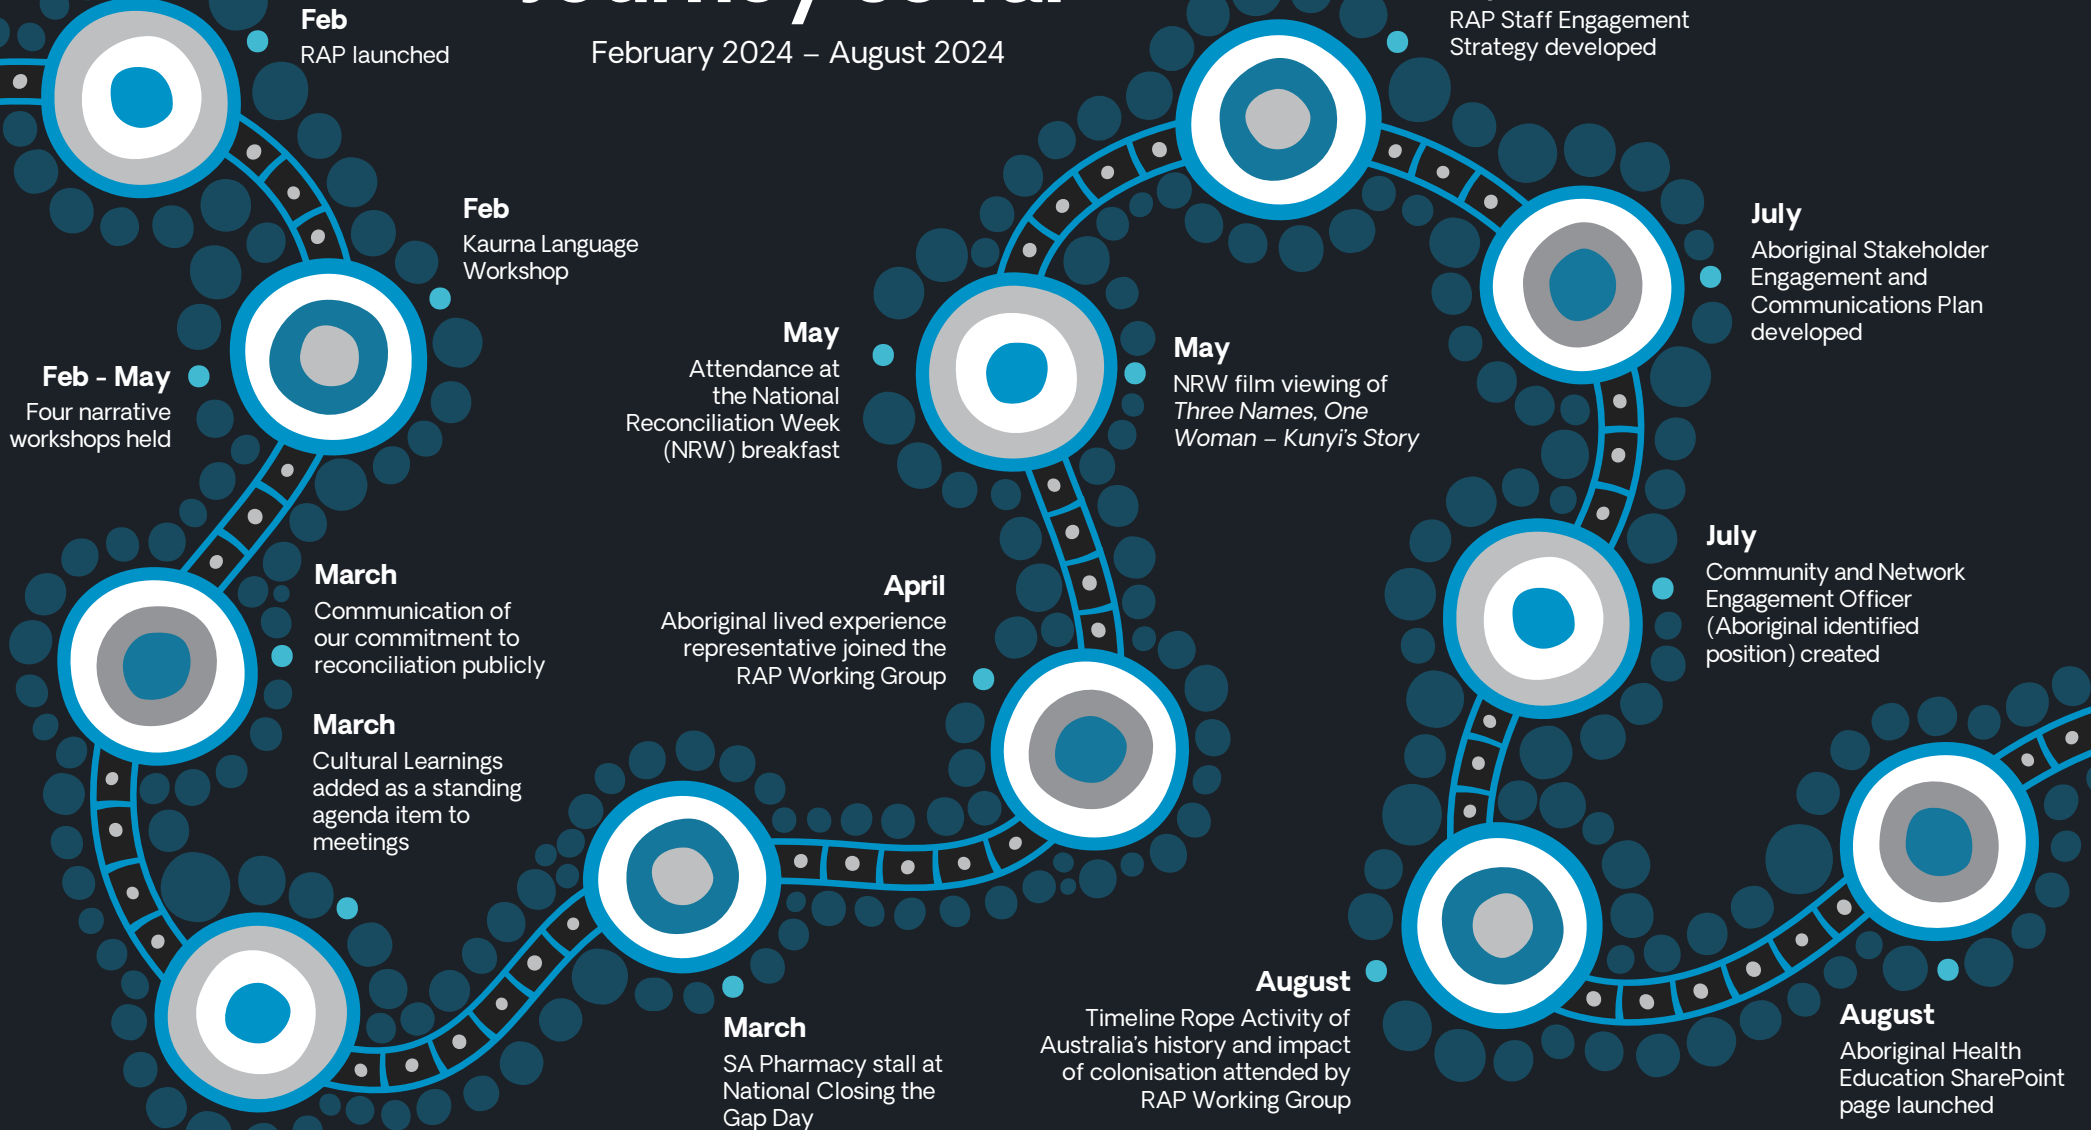 Journey so far
February 2024 – August 2024
Feb
RAP launched
Feb
Kaurna Language
Workshop
Feb - May
Four narrative
workshops held
March
Communication of
our commitment to
reconciliation publicly
March
Cultural Learnings
added as a standing
agenda item to
meetings
March
SA Pharmacy stall at
National Closing the
Gap Day
April
Aboriginal lived experience
representative joined the
RAP Working Group
May
Attendance at
the National
Reconciliation Week
(NRW) breakfast
May
NRW film viewing of
Three Names, One
Woman – Kunyi’s Story
RAP Staff Engagement
Strategy developed
July
Aboriginal Stakeholder
Engagement and
Communications Plan
developed
July
Community and Network
Engagement Officer
(Aboriginal identified
position) created
August
Timeline Rope Activity of
Australia’s history and impact
of colonisation attended by
RAP Working Group
August
Aboriginal Health
Education SharePoint
page launched